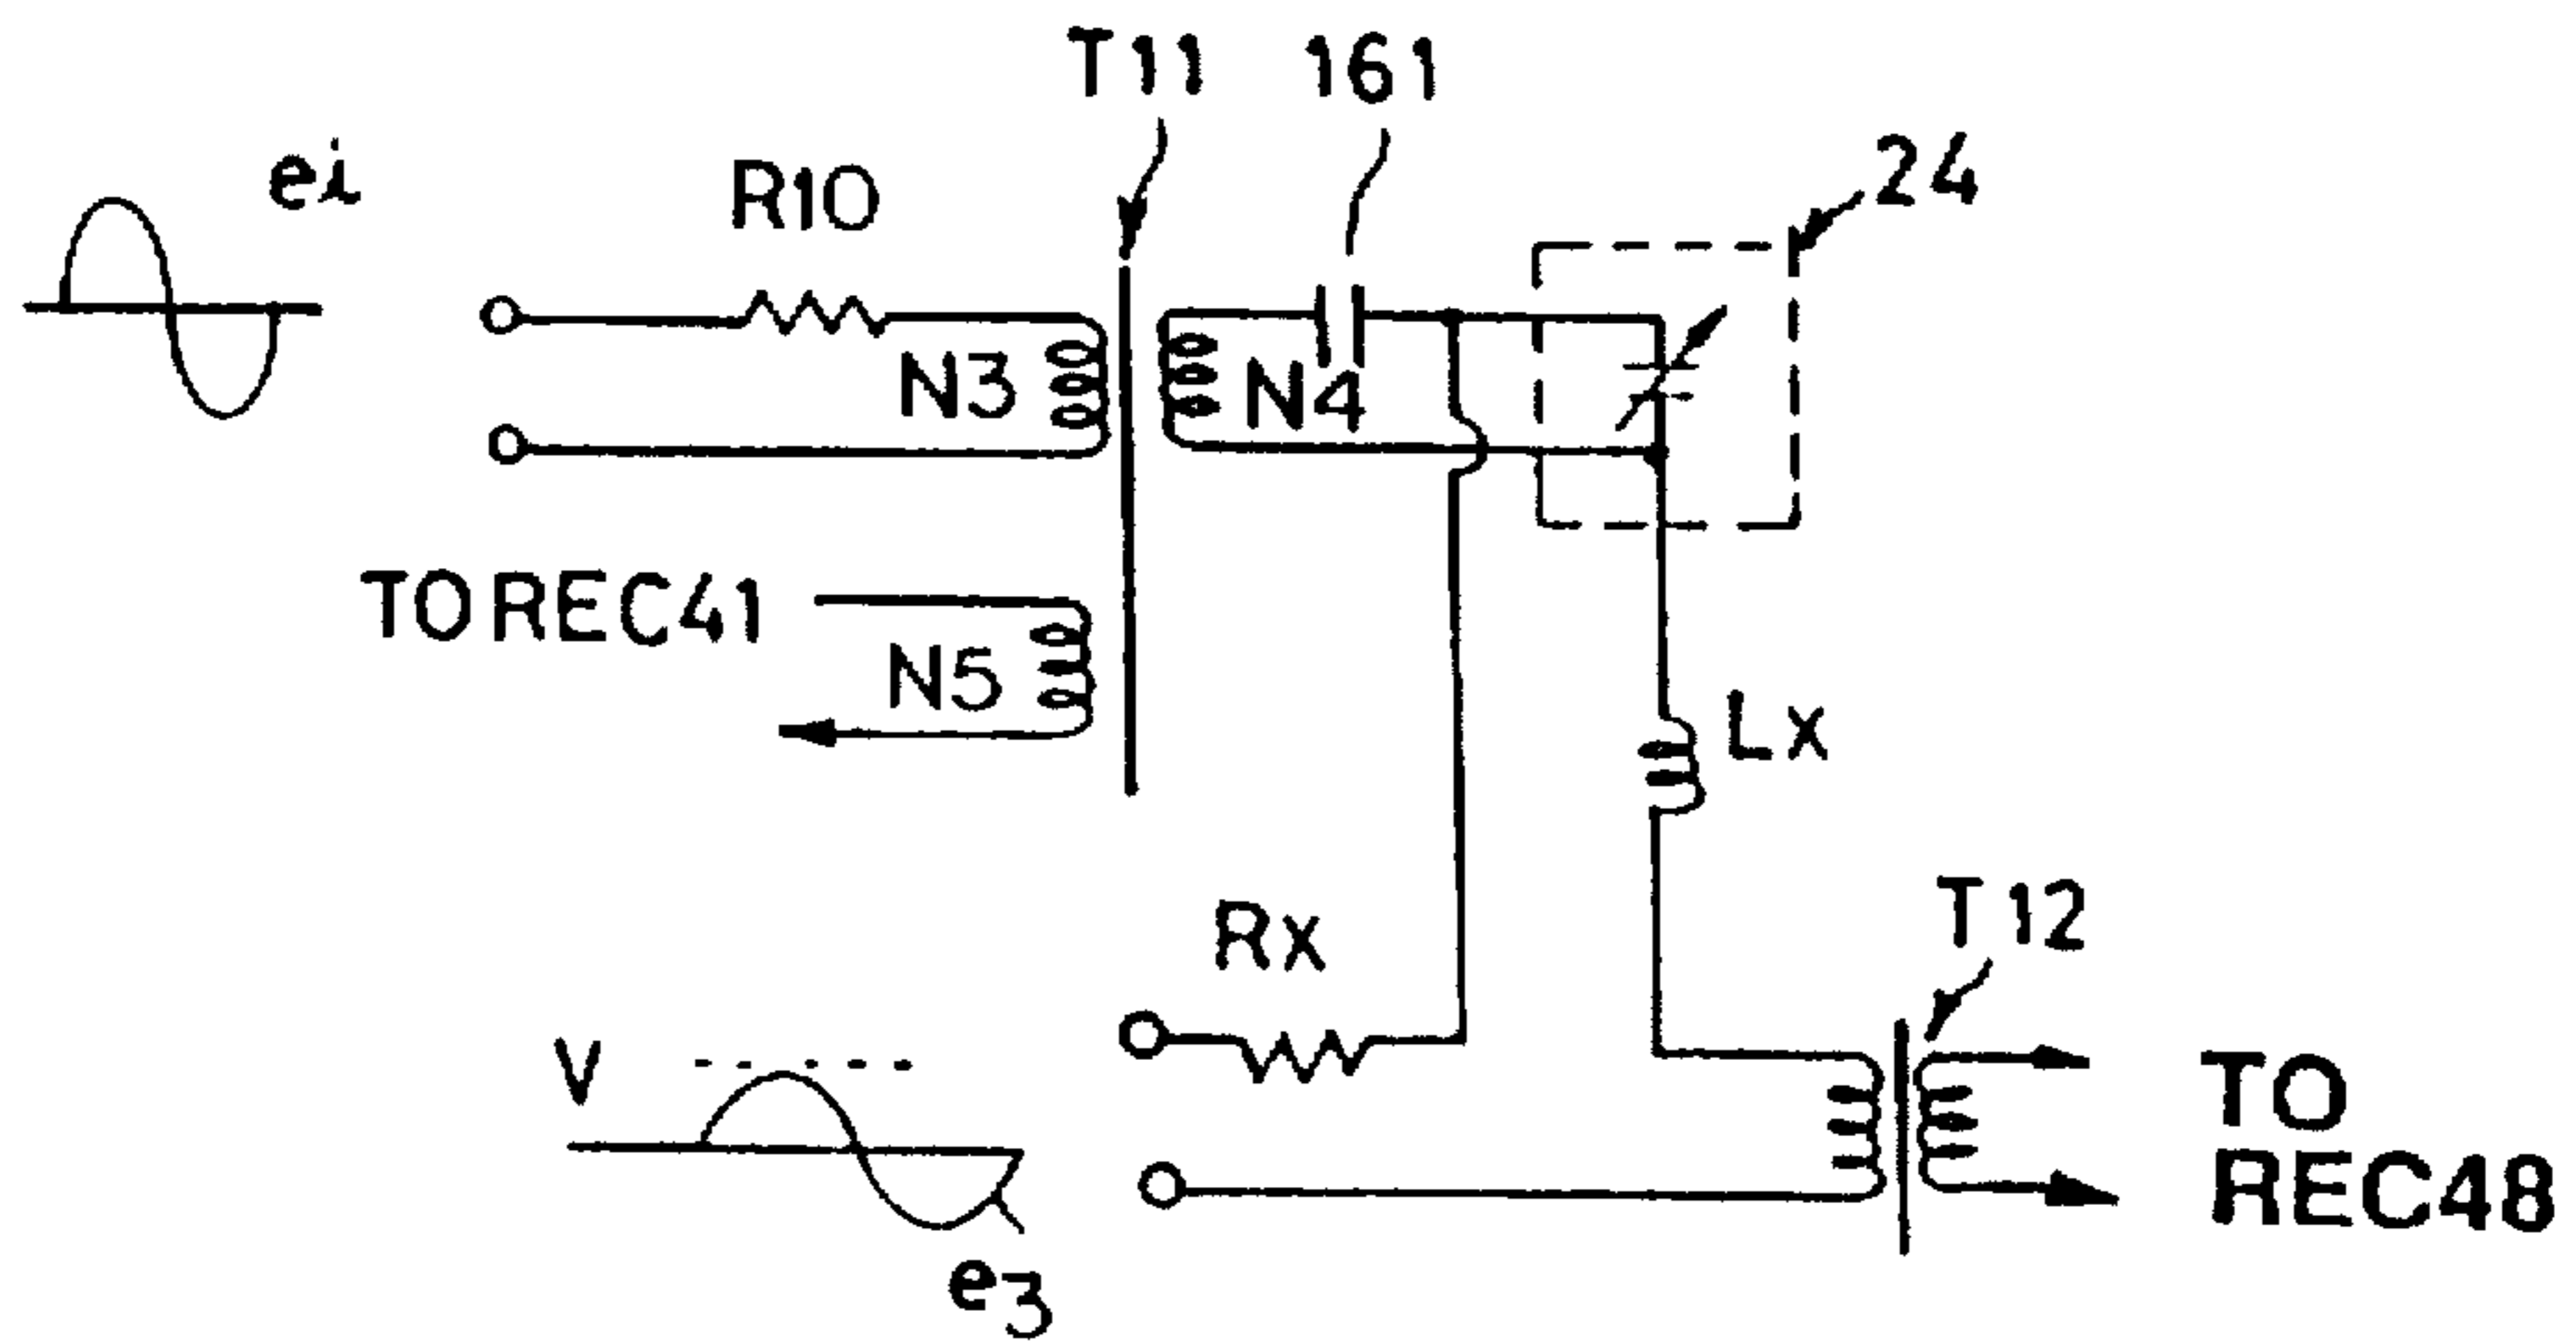 T11
161
ei
R10
24
N3
N4
TO REC41
N5
Lx
Rx
T12
V
TO
REC48
e3